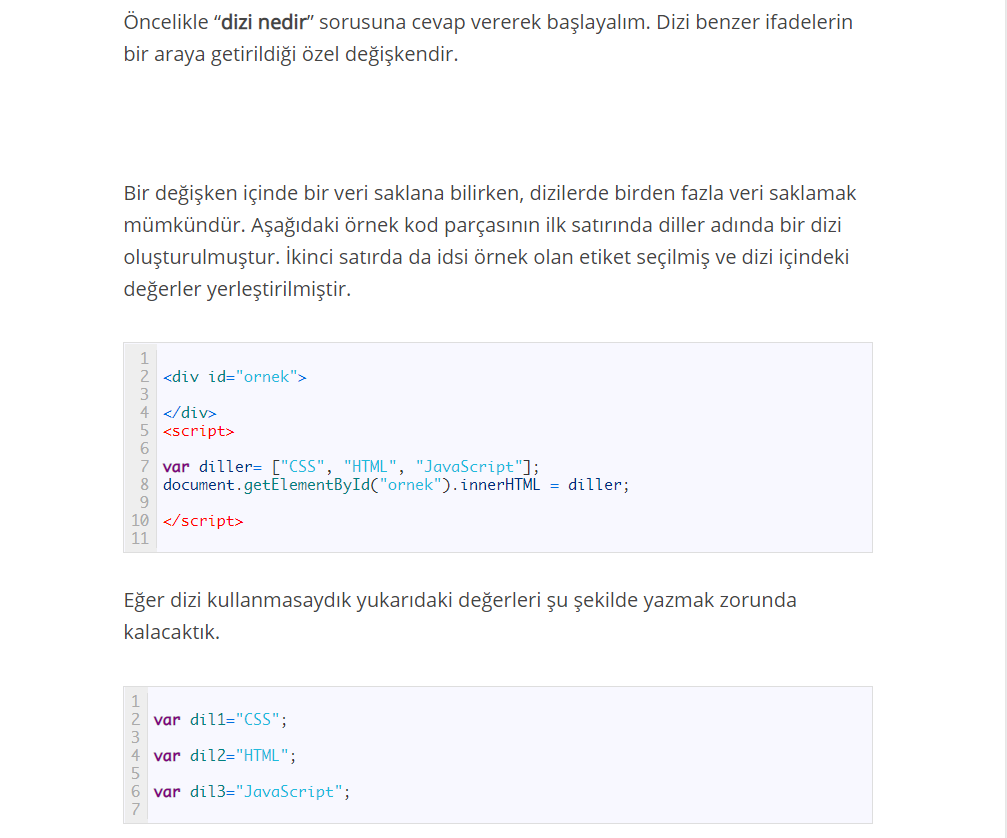 Öncelikle “dizi nedir” sorusuna cevap vererek başlayalım. Dizi benzer ifadelerin
bir araya getirildiği özel değişkendir.
Bir değişken içinde bir veri saklana bilirken, dizilerde birden fazla veri saklamak
mümkündür. Aşağıdaki örnek kod parçasının ilk satırında diller adında bir dizi
oluşturulmuştur. İkinci satırda da idsi örnek olan etiket seçilmiş ve dizi içindeki
değerler yerleştirilmiştir.
1
2 <div id="ornek">
3
4 </div>
5 <script>
6
7 var diller= ["CSS", "HTML", "JavaScript"];
8 document.getElementById("ornek").innerHTML = diller;
9
10 </script>
11
Eğer dizi kullanmasaydık yukarıdaki değerleri şu şekilde yazmak zorunda
kalacaktık.
1
2 var dil1="CSS";
3
4 var dil2="HTML";
5
6 var dil3="JavaScript";
7